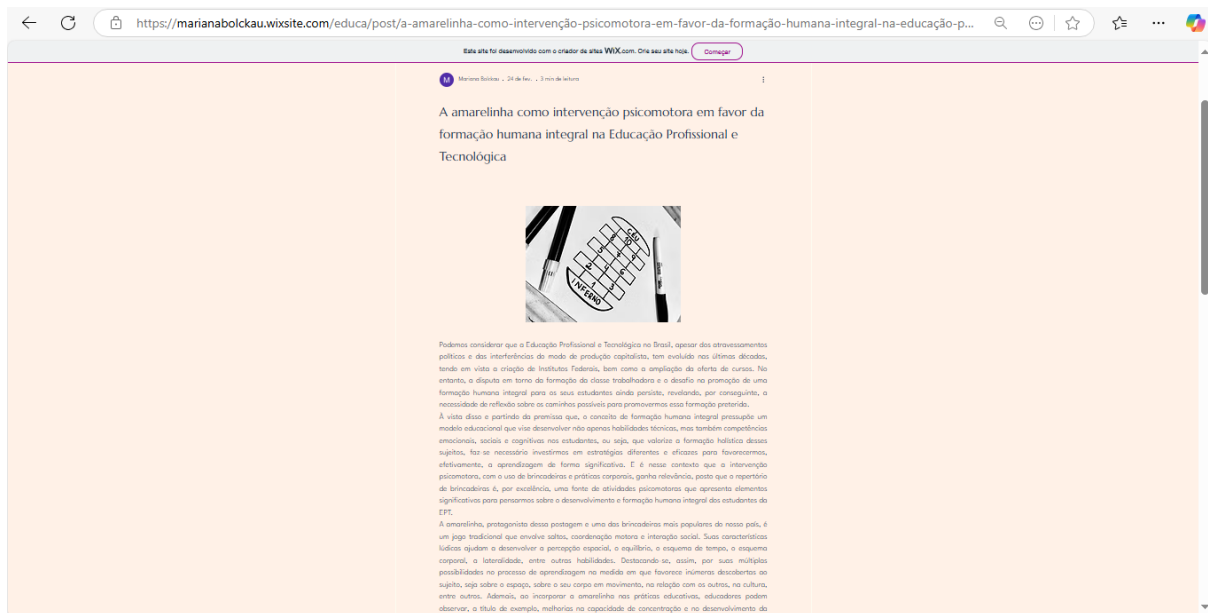 https://marianabolckau.wixsite.com/educa/post/a-amarelinha-como-intervenção-psicomotora-em-favor-da-formação-humana-integral-na-educação-p...
Este site foi desenvolvido com o criador de sites WIX.com. Crie seu site hoje. Começar
M Mariana Bolckau . 24 de fev. . 3 min de leitura
A amarelinha como intervenção psicomotora em favor da
formação humana integral na Educação Profissional e
Tecnológica
CÉU
10
8 9
7
5 6
4
2 3
1
INFERNO
Podemos considerar que a Educação Profissional e Tecnológica no Brasil, apesar dos atravessamentos
políticos e das interferências do modo de produção capitalista, tem evoluído nas últimas décadas,
tendo em vista a criação de Institutos Federais, bem como a ampliação da oferta de cursos. No
entanto, a disputa em torno da formação da classe trabalhadora e o desafio na promoção de uma
formação humana integral para os seus estudantes ainda persiste, revelando, por conseguinte, a
necessidade de reflexão sobre os caminhos possíveis para promovermos essa formação pretendida.
À vista disso e partindo da premissa que, o conceito de formação humana integral pressupõe um
modelo educacional que vise desenvolver não apenas habilidades técnicas, mas também competências
emocionais, sociais e cognitivas nos estudantes, ou seja, que valorize a formação holística desses
sujeitos, faz-se necessário investirmos em estratégias diferentes e eficazes para favorecermos,
efetivamente, a aprendizagem de forma significativa. E é nesse contexto que a intervenção
psicomotora, com o uso de brincadeiras e práticas corporais, ganha relevância, posto que o repertório
de brincadeiras é, por excelência, uma fonte de atividades psicomotoras que apresenta elementos
significativos para pensarmos sobre o desenvolvimento e formação humana integral dos estudantes da
EPT.
A amarelinha, protagonista dessa postagem e uma das brincadeiras mais populares do nosso país, é
um jogo tradicional que envolve saltos, coordenação motora e interação social. Suas características
lúdicas ajudam a desenvolver a percepção espacial, o equilíbrio, o esquema de tempo, o esquema
corporal, a lateralidade, entre outras habilidades. Destacando-se, assim, por suas múltiplas
possibilidades no processo de aprendizagem na medida em que favorece inúmeras descobertas ao
sujeito, seja sobre o espaço, sobre o seu corpo em movimento, na relação com os outros, na cultura,
entre outros. Ademais, ao incorporar a amarelinha nas práticas educativas, educadores podem
observar, a título de exemplo, melhorias na capacidade de concentração e no desenvolvimento da